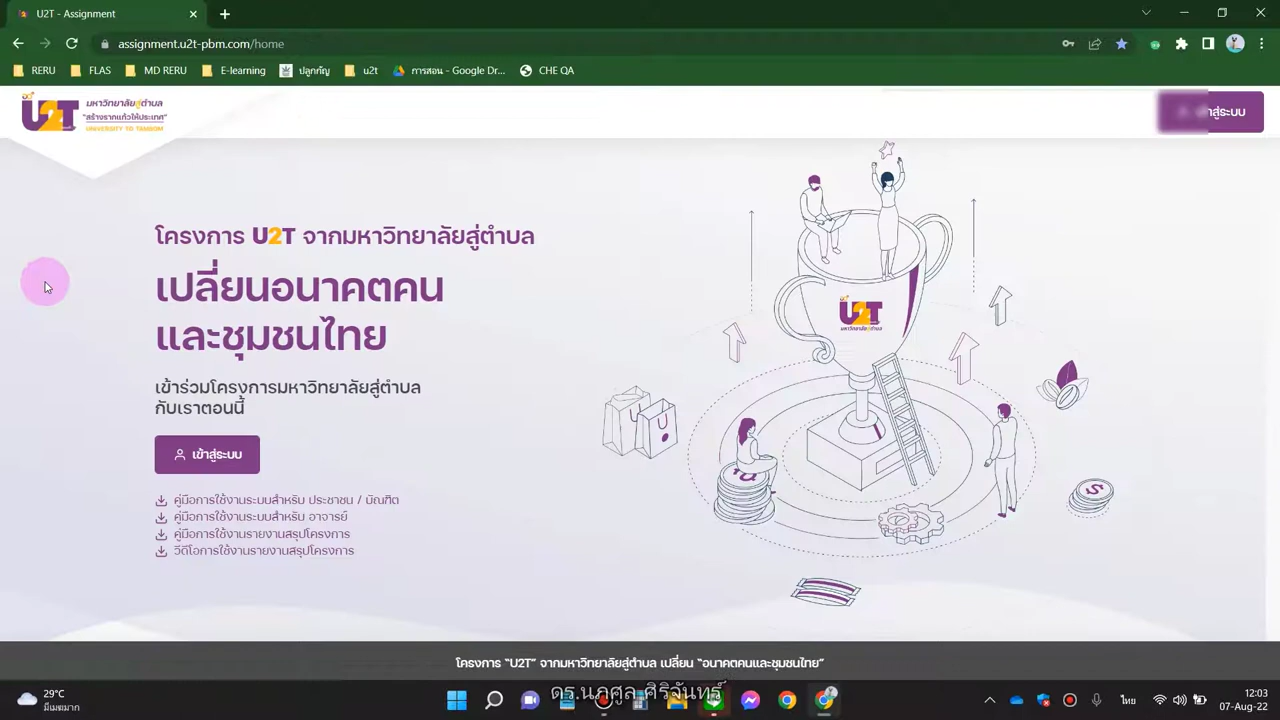 U2T - Assignment
assignment.u2t-pbm.com/home
RERU FLAS MD RERU E-learning ปลูกกัญ u2t การสอน - Google Dr... CHE QA
U2T มหาวิทยาลัยสู่ตำบล
"สร้างรากแก้วให้ประเทศ"
UNIVERSITY TO TAMBON
โครงการ U2T จากมหาวิทยาลัยสู่ตำบล
เปลี่ยนอนาคตคน
และชุมชนไทย
เข้าร่วมโครงการมหาวิทยาลัยสู่ตำบล
กับเราตอนนี้
เข้าสู่ระบบ
คู่มือการใช้งานระบบสำหรับ ประชาชน / บัณฑิต
คู่มือการใช้งานระบบสำหรับ อาจารย์
คู่มือการใช้งานรายงานสรุปโครงการ
วีดีโอการใช้งานรายงานสรุปโครงการ
U2T
มหาวิทยาลัยสู่ตำบล
โครงการ "U2T" จากมหาวิทยาลัยสู่ตำบล เปลี่ยน "อนาคตคนและชุมชนไทย"
ดร.นภศูล ศิริจันทร์
29°C
มีเมฆมาก
ไทย
12:03
07-Aug-22